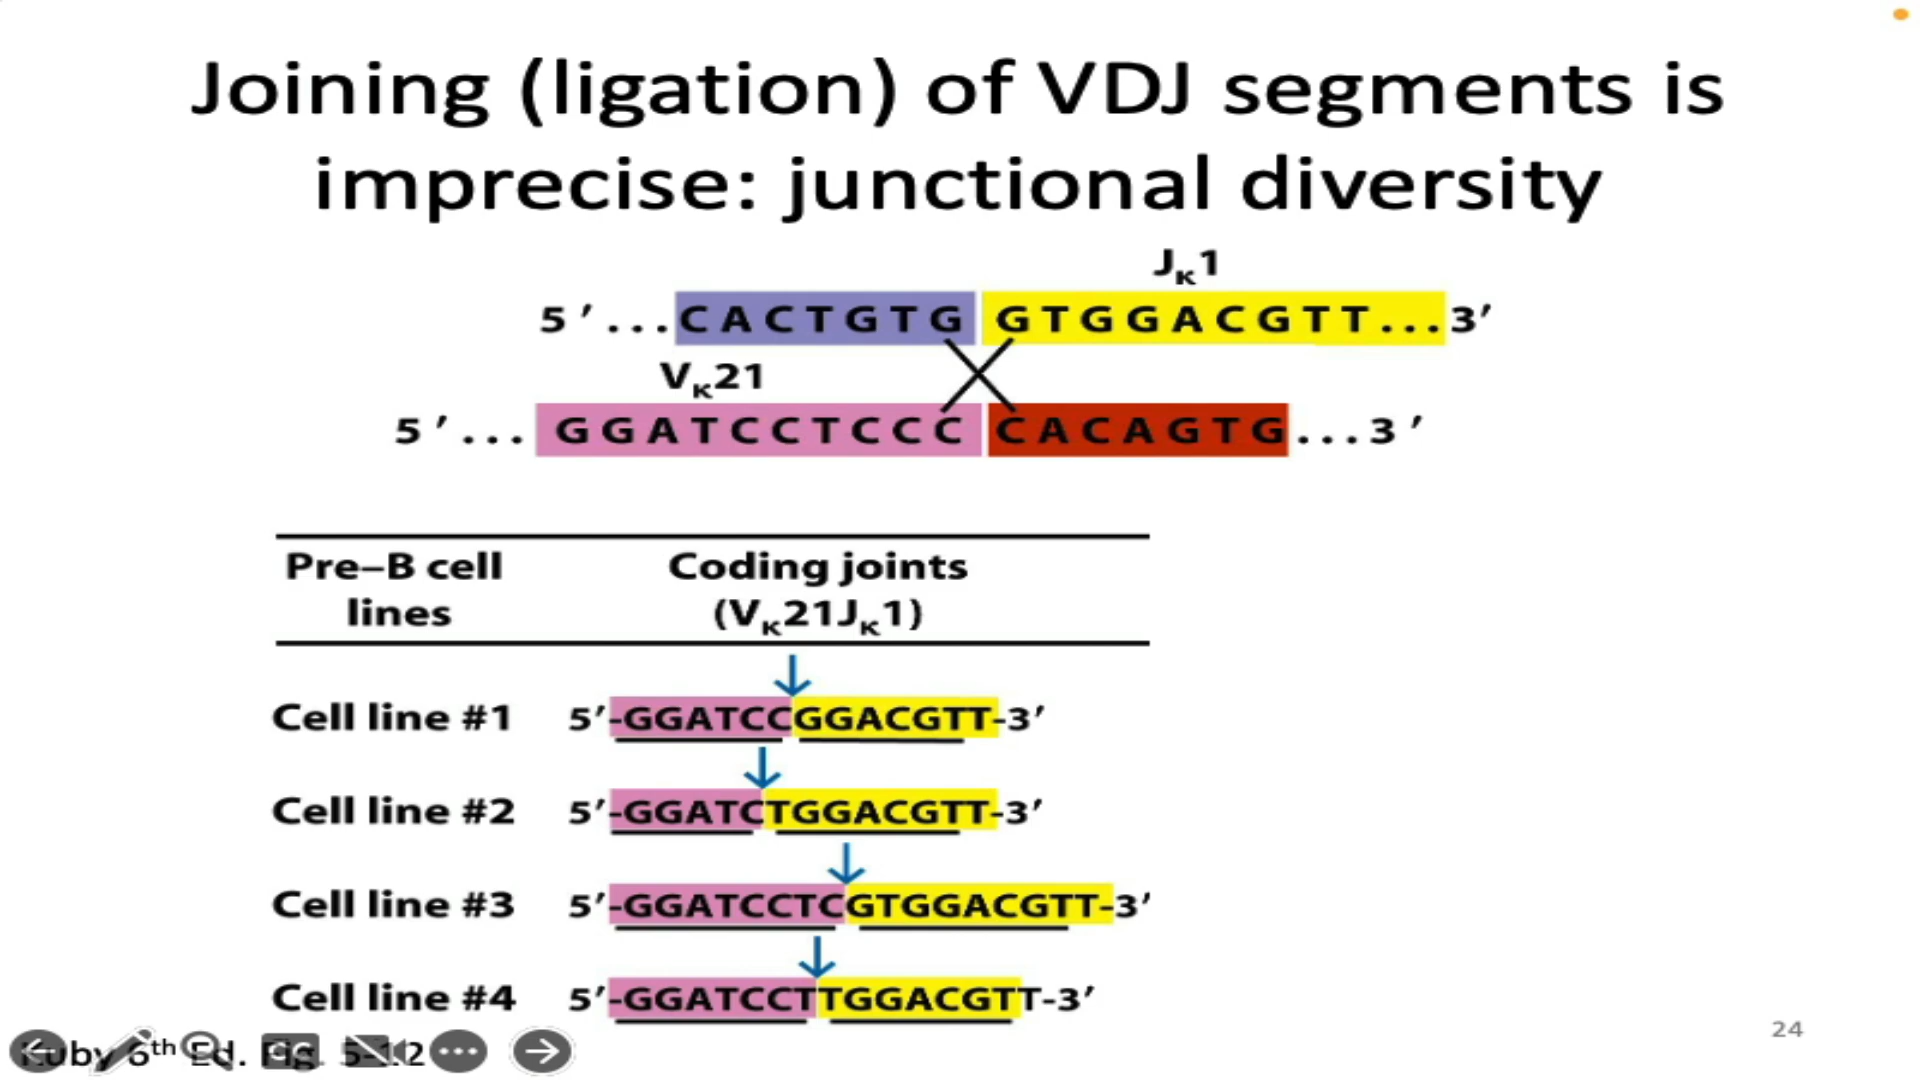 Joining (ligation) of VDJ segments is
imprecise: junctional diversity
Jκ1
5′...CACTGTG GTGGACGTT...3′
Vκ21
5′... GGATCCTCCC CACAGTG...3′
Pre–B cell lines
Coding joints (Vκ21Jκ1)
Cell line #1 5′-GGATCCGGACGTT-3′
Cell line #2 5′-GGATCTGGACGTT-3′
Cell line #3 5′-GGATCCTCGTGGACGTT-3′
Cell line #4 5′-GGATCCTTGGACGTT-3′
Kuby 6th Ed. Fig. 5-12
CC
24